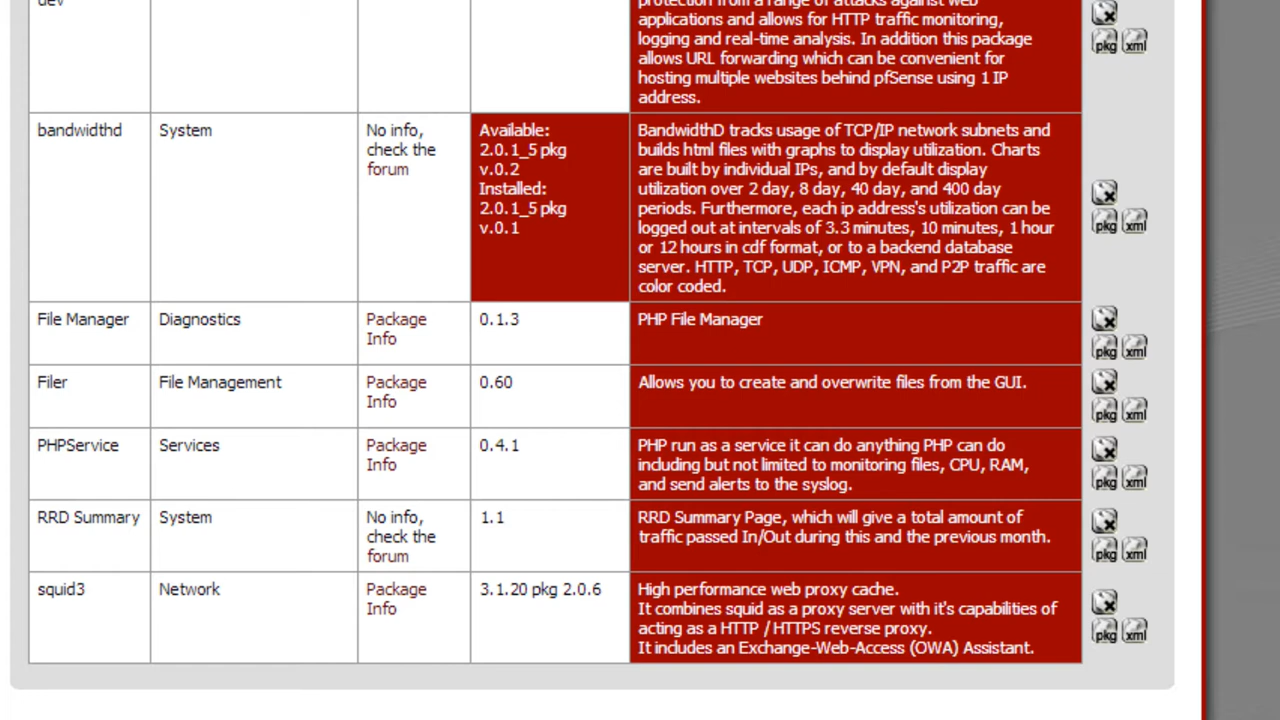 dev
protection from a range of attacks against web
applications and allows for HTTP traffic monitoring,
logging and real-time analysis. In addition this package
allows URL forwarding which can be convenient for
hosting multiple websites behind pfSense using 1 IP
address.
pkg xml
bandwidthd
System
No info,
check the
forum
Available:
2.0.1_5 pkg
v.0.2
Installed:
2.0.1_5 pkg
v.0.1
BandwidthD tracks usage of TCP/IP network subnets and
builds html files with graphs to display utilization. Charts
are built by individual IPs, and by default display
utilization over 2 day, 8 day, 40 day, and 400 day
periods. Furthermore, each ip address's utilization can be
logged out at intervals of 3.3 minutes, 10 minutes, 1 hour
or 12 hours in cdf format, or to a backend database
server. HTTP, TCP, UDP, ICMP, VPN, and P2P traffic are
color coded.
pkg xml
File Manager
Diagnostics
Package
Info
0.1.3
PHP File Manager
pkg xml
Filer
File Management
Package
Info
0.60
Allows you to create and overwrite files from the GUI.
pkg xml
PHPService
Services
Package
Info
0.4.1
PHP run as a service it can do anything PHP can do
including but not limited to monitoring files, CPU, RAM,
and send alerts to the syslog.
pkg xml
RRD Summary
System
No info,
check the
forum
1.1
RRD Summary Page, which will give a total amount of
traffic passed In/Out during this and the previous month.
pkg xml
squid3
Network
Package
Info
3.1.20 pkg 2.0.6
High performance web proxy cache.
It combines squid as a proxy server with it's capabilities of
acting as a HTTP / HTTPS reverse proxy.
It includes an Exchange-Web-Access (OWA) Assistant.
pkg xml